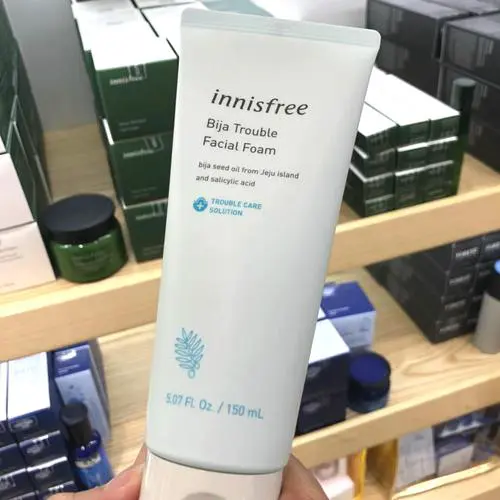 innisfree
Bija Trouble
Facial Foam
bija seed oil from Jeju island
and salicylic acid
TROUBLE CARE
SOLUTION
5.07 Fl. Oz. / 150 mL